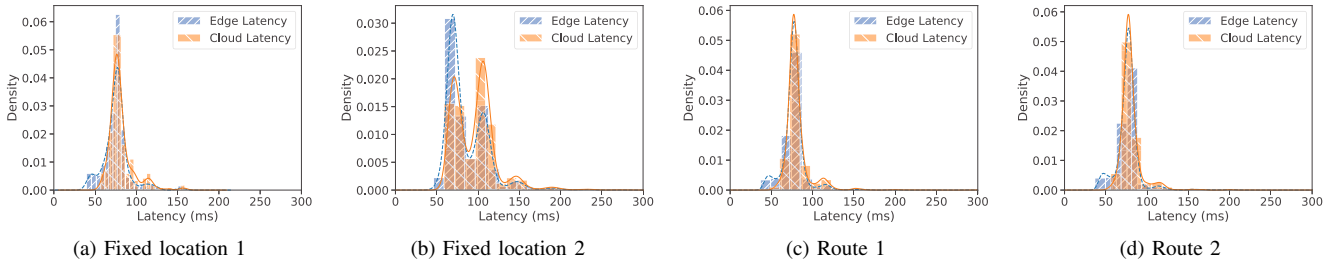 Edge Latency
Cloud Latency
Density
0.06
0.05
0.04
0.03
0.02
0.01
0.00
0 50 100 150 200 250 300
Latency (ms)
(a) Fixed location 1
Edge Latency
Cloud Latency
Density
0.030
0.025
0.020
0.015
0.010
0.005
0.000
0 50 100 150 200 250 300
Latency (ms)
(b) Fixed location 2
Edge Latency
Cloud Latency
Density
0.06
0.05
0.04
0.03
0.02
0.01
0.00
0 50 100 150 200 250 300
Latency (ms)
(c) Route 1
Edge Latency
Cloud Latency
Density
0.06
0.05
0.04
0.03
0.02
0.01
0.00
0 50 100 150 200 250 300
Latency (ms)
(d) Route 2